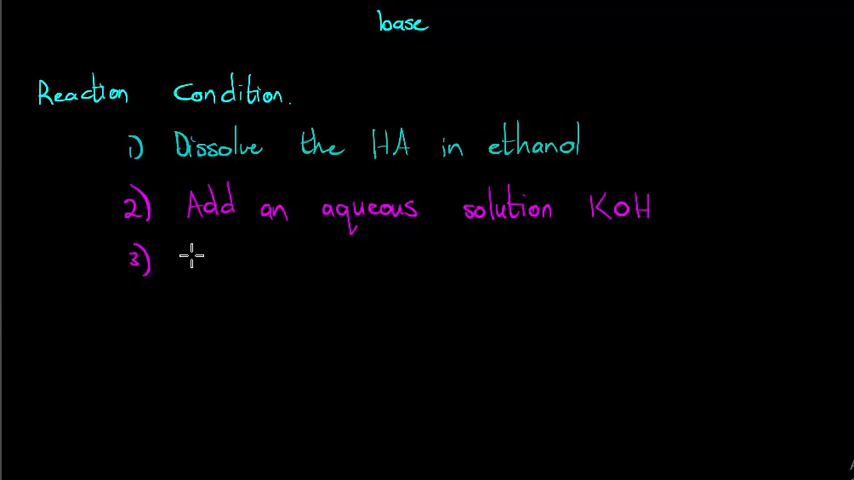 base
Reaction Condition.
1) Dissolve the HA in ethanol
2) Add an aqueous solution KOH
3)